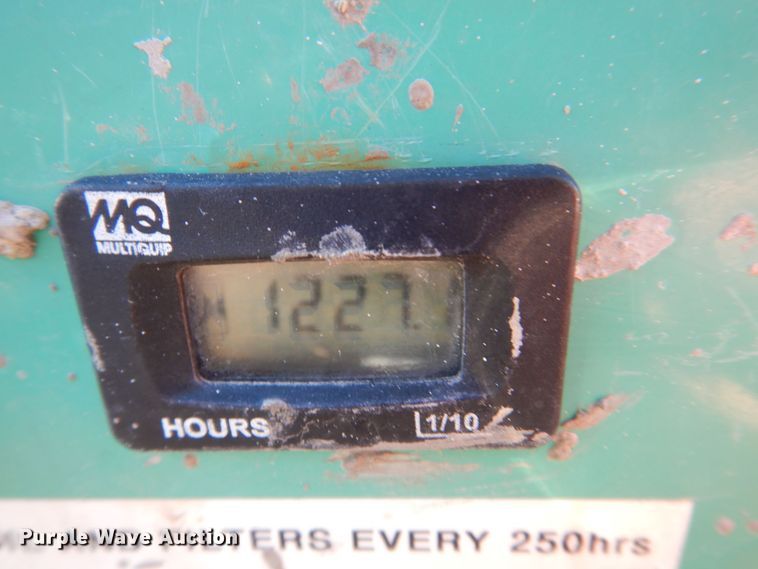 MQ
MULTIQUIP
1227.
HOURS
1/10
TERS EVERY 250hrs
Purple Wave Auction